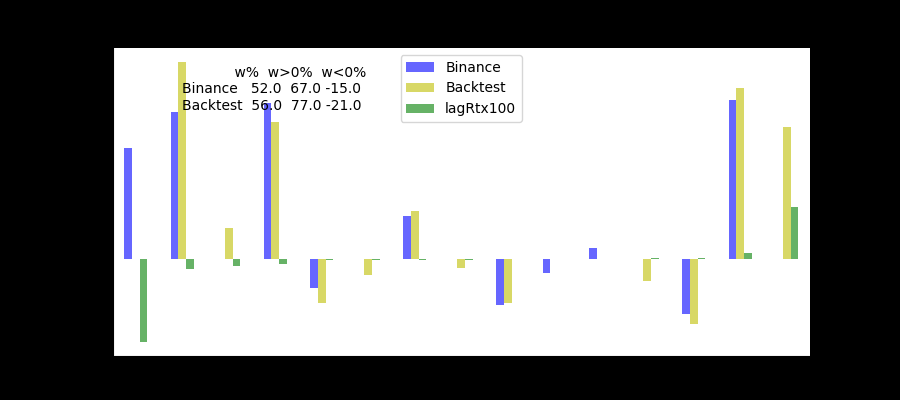 w%  w>0%  w<0%
Binance   52.0  67.0 -15.0
Backtest  56.0  77.0 -21.0
Binance
Backtest
lagRtx100